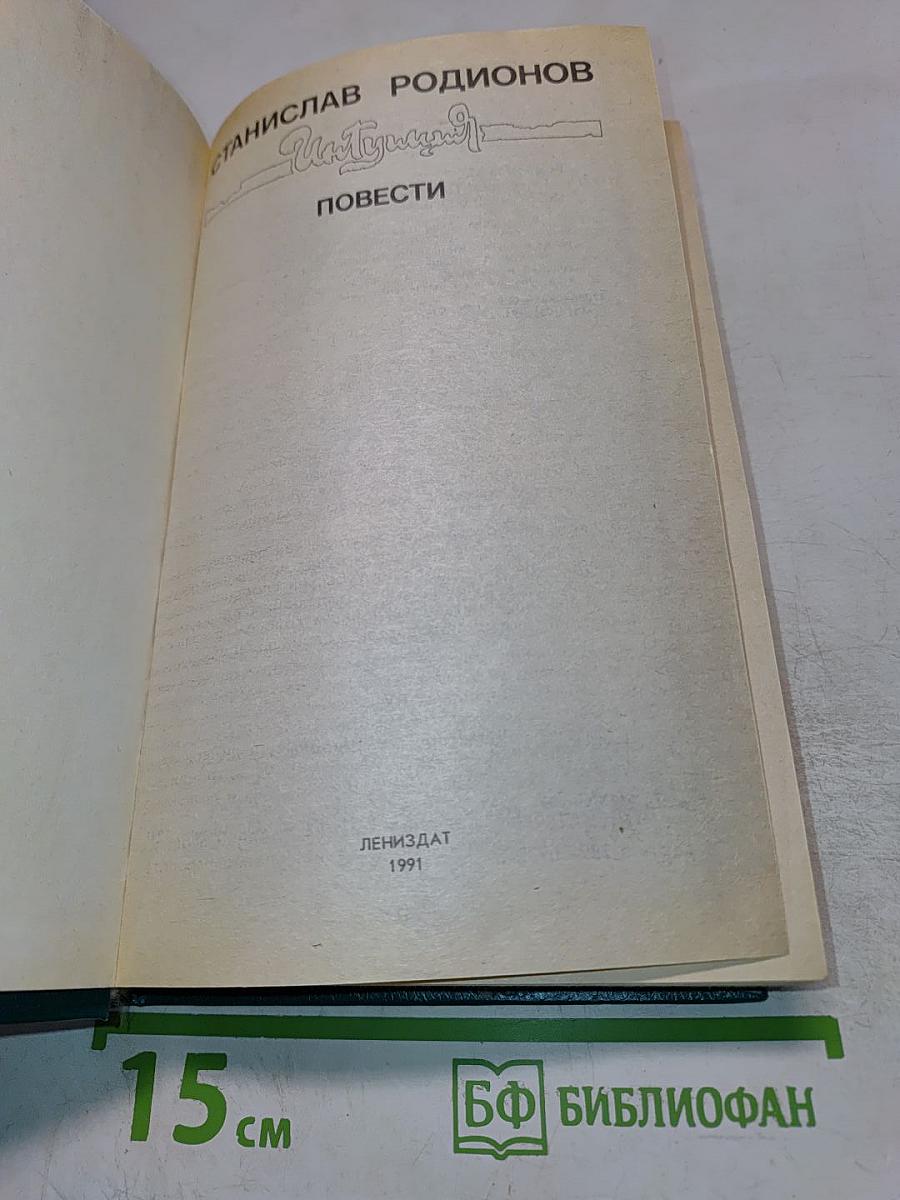 СТАНИСЛАВ РОДИОНОВ
Интуиция
ПОВЕСТИ
ЛЕНИЗДАТ
1991
15 см
БФ БИБЛИОФАН